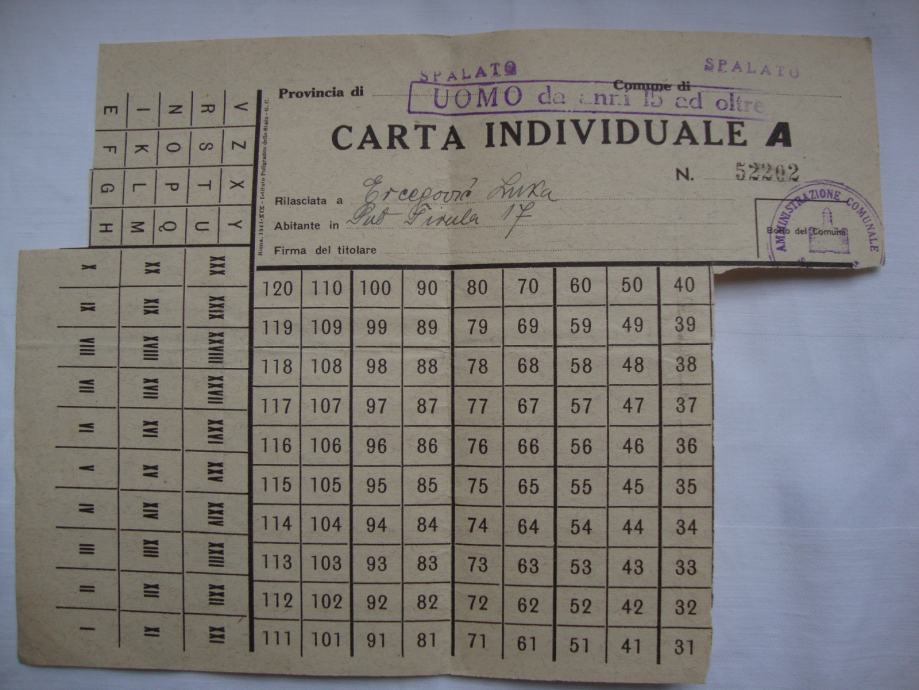 SPALATO SPALATO
Provincia di Comune di
UOMO da anni 15 ad oltre
CARTA INDIVIDUALE A
N. 52202
Rilasciata a Ercegović Luka
Abitante in Put Firula 17
Firma del titolare
Bollo del Comune
AMMINISTRAZIONE COMUNALE
V Z X Y
R S T U
N O P Q
I K L M
E F G H
XXX XXIX XXVIII XXVII XXVI XXV XXIV XXIII XXII XXI
XX XIX XVIII XVII XVI XV XIV XIII XII XI
X IX VIII VII VI V IV III II I
120 110 100 90 80 70 60 50 40
119 109 99 89 79 69 59 49 39
118 108 98 88 78 68 58 48 38
117 107 97 87 77 67 57 47 37
116 106 96 86 76 66 56 46 36
115 105 95 85 75 65 55 45 35
114 104 94 84 74 64 54 44 34
113 103 93 83 73 63 53 43 33
112 102 92 82 72 62 52 42 32
111 101 91 81 71 61 51 41 31